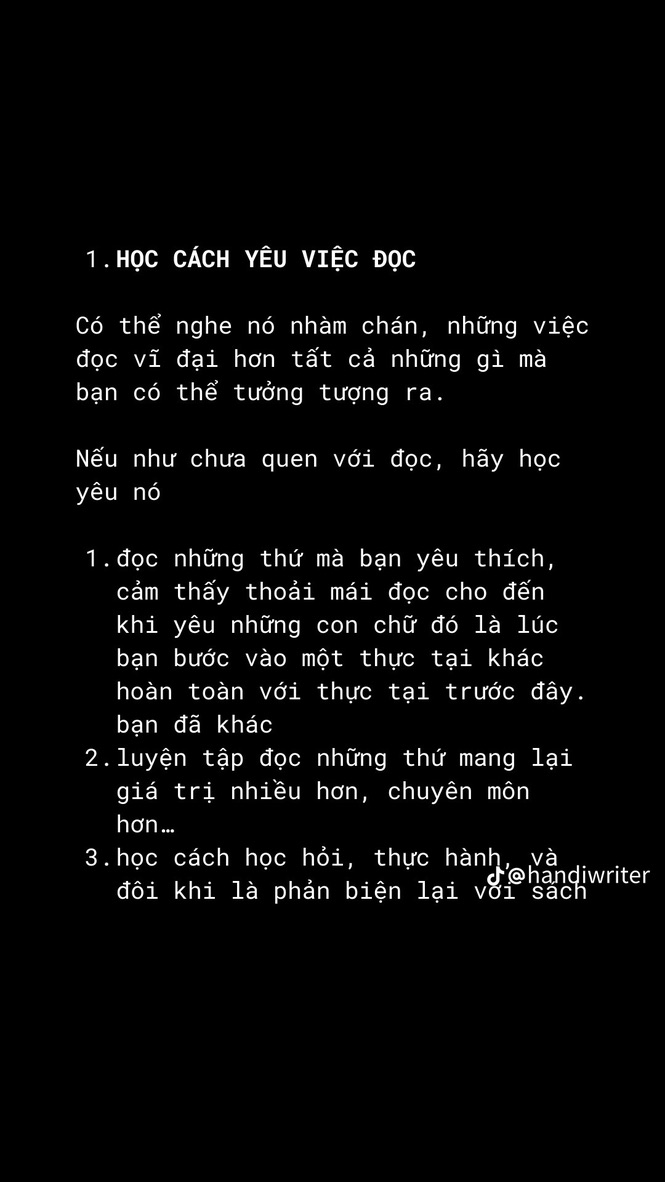 1.HỌC CÁCH YÊU VIỆC ĐỌC
Có thể nghe nó nhàm chán, những việc
đọc vĩ đại hơn tất cả những gì mà
bạn có thể tưởng tượng ra.
Nếu như chưa quen với đọc, hãy học
yêu nó
1.đọc những thứ mà bạn yêu thích,
cảm thấy thoải mái đọc cho đến
khi yêu những con chữ đó là lúc
bạn bước vào một thực tại khác
hoàn toàn với thực tại trước đây.
bạn đã khác
2.luyện tập đọc những thứ mang lại
giá trị nhiều hơn, chuyên môn
hơn…
3.học cách học hỏi, thực hành, và
đôi khi là phản biện lại với sách
@handiwriter